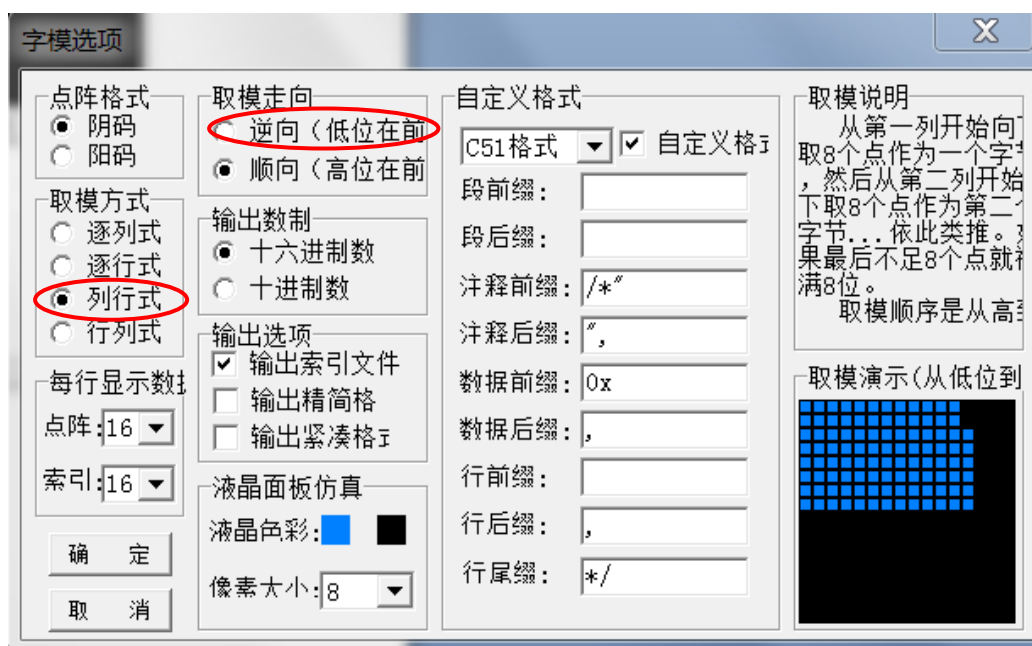 字模选项
点阵格式
阴码
阳码
取模方式
逐列式
逐行式
列行式
行列式
每行显示数
点阵:16
索引:16
确 定
取 消
取模走向
逆向（低位在前
顺向（高位在前
输出数制
十六进制数
十进制数
输出选项
输出索引文件
输出精简格
输出紧凑格
液晶面板仿真
液晶色彩:
像素大小:8
自定义格式
C51格式
自定义格
段前缀:
段后缀:
注释前缀: /*"
注释后缀: ",
数据前缀: 0x
数据后缀: ,
行前缀:
行后缀: ,
行尾缀: */
取模说明
从第一列开始向
取8个点作为一个字
，然后从第二列开始
下取8个点作为第二
字节...依此类推。
果最后不足8个点就
满8位。
取模顺序是从高
取模演示(从低位到